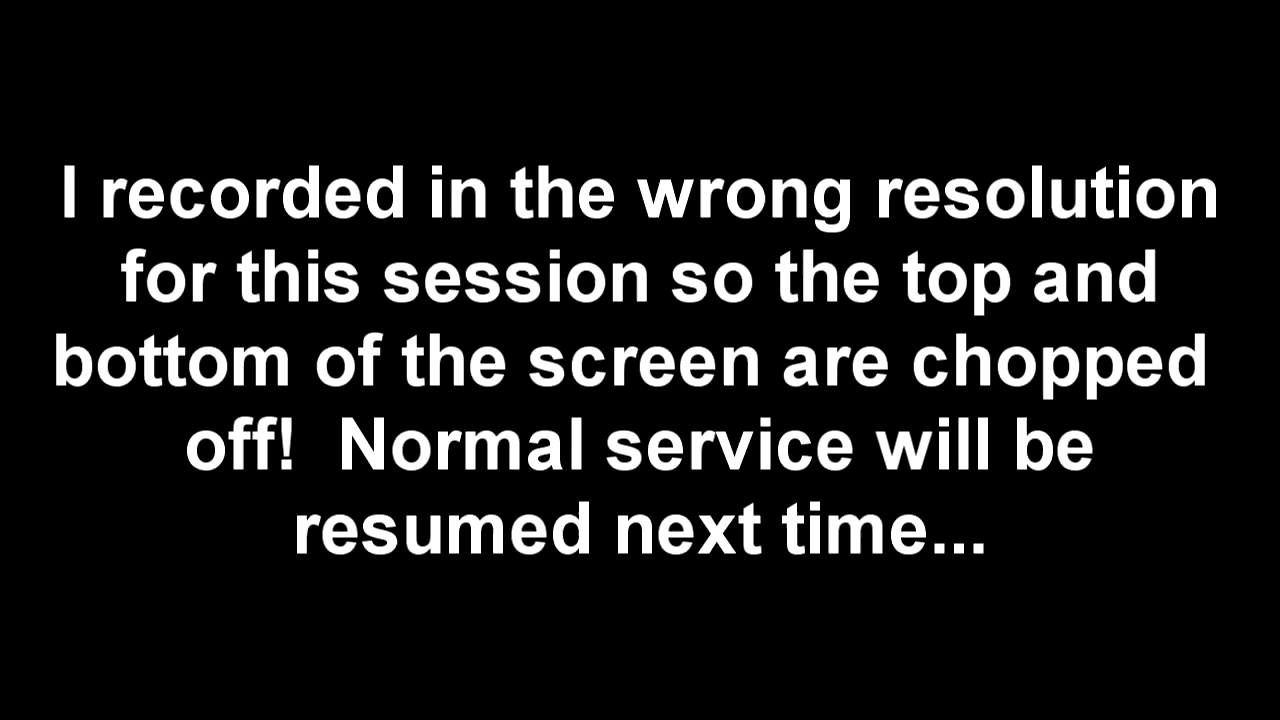 I recorded in the wrong resolution
for this session so the top and
bottom of the screen are chopped
off!  Normal service will be
resumed next time...